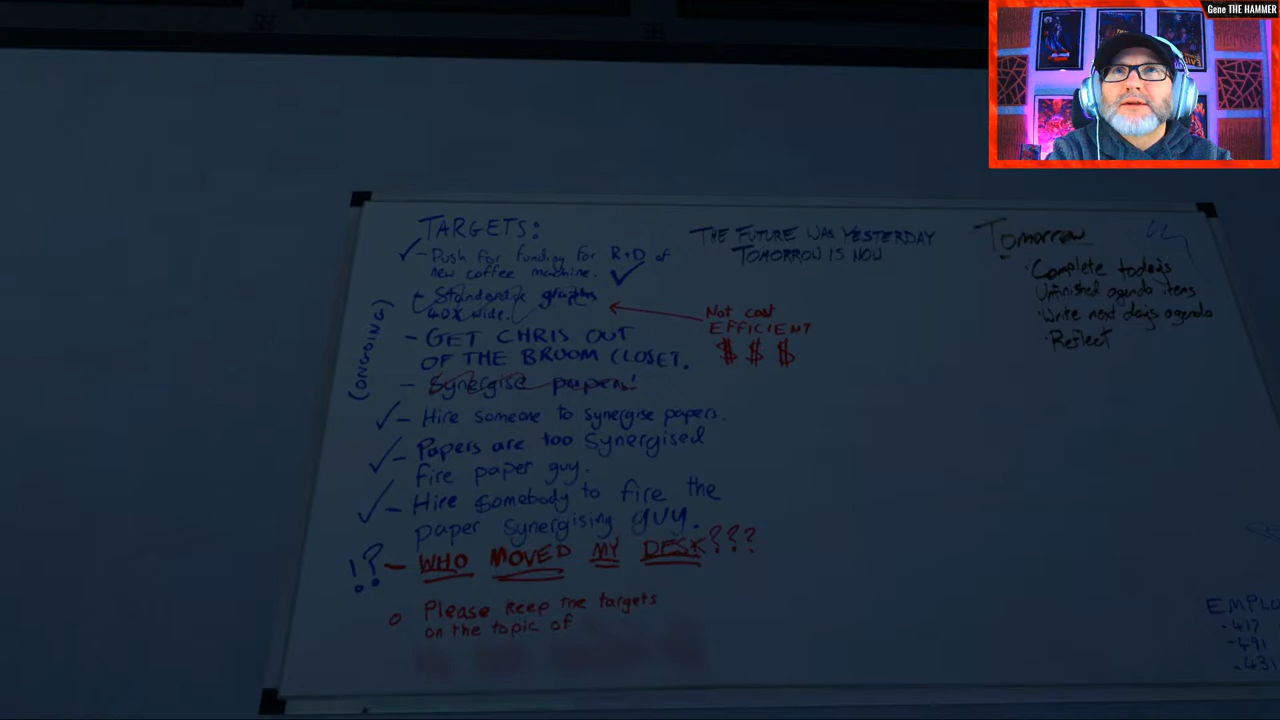 Gene THE HAMMER
TARGETS:
- Push for funding for R+D of
new coffee machine.
- Standardise graphs
40% wide.
(ONGOING)
- GET CHRIS OUT
OF THE BROOM CLOSET.
- Synergise papers!
- Hire someone to synergise papers.
- Papers are too synergised
fire paper guy.
- Hire somebody to fire the
paper synergising guy.
!? - WHO MOVED MY DESK???
Please keep the targets
on the topic of
THE FUTURE WAS YESTERDAY
TOMORROW IS NOW
Not cost
EFFICIENT
$ $ $
Tomorrow
· Complete todays
Unfinished agenda items
· Write next days agenda
· Reflect
EMPLO
- 417
- 491
- 435